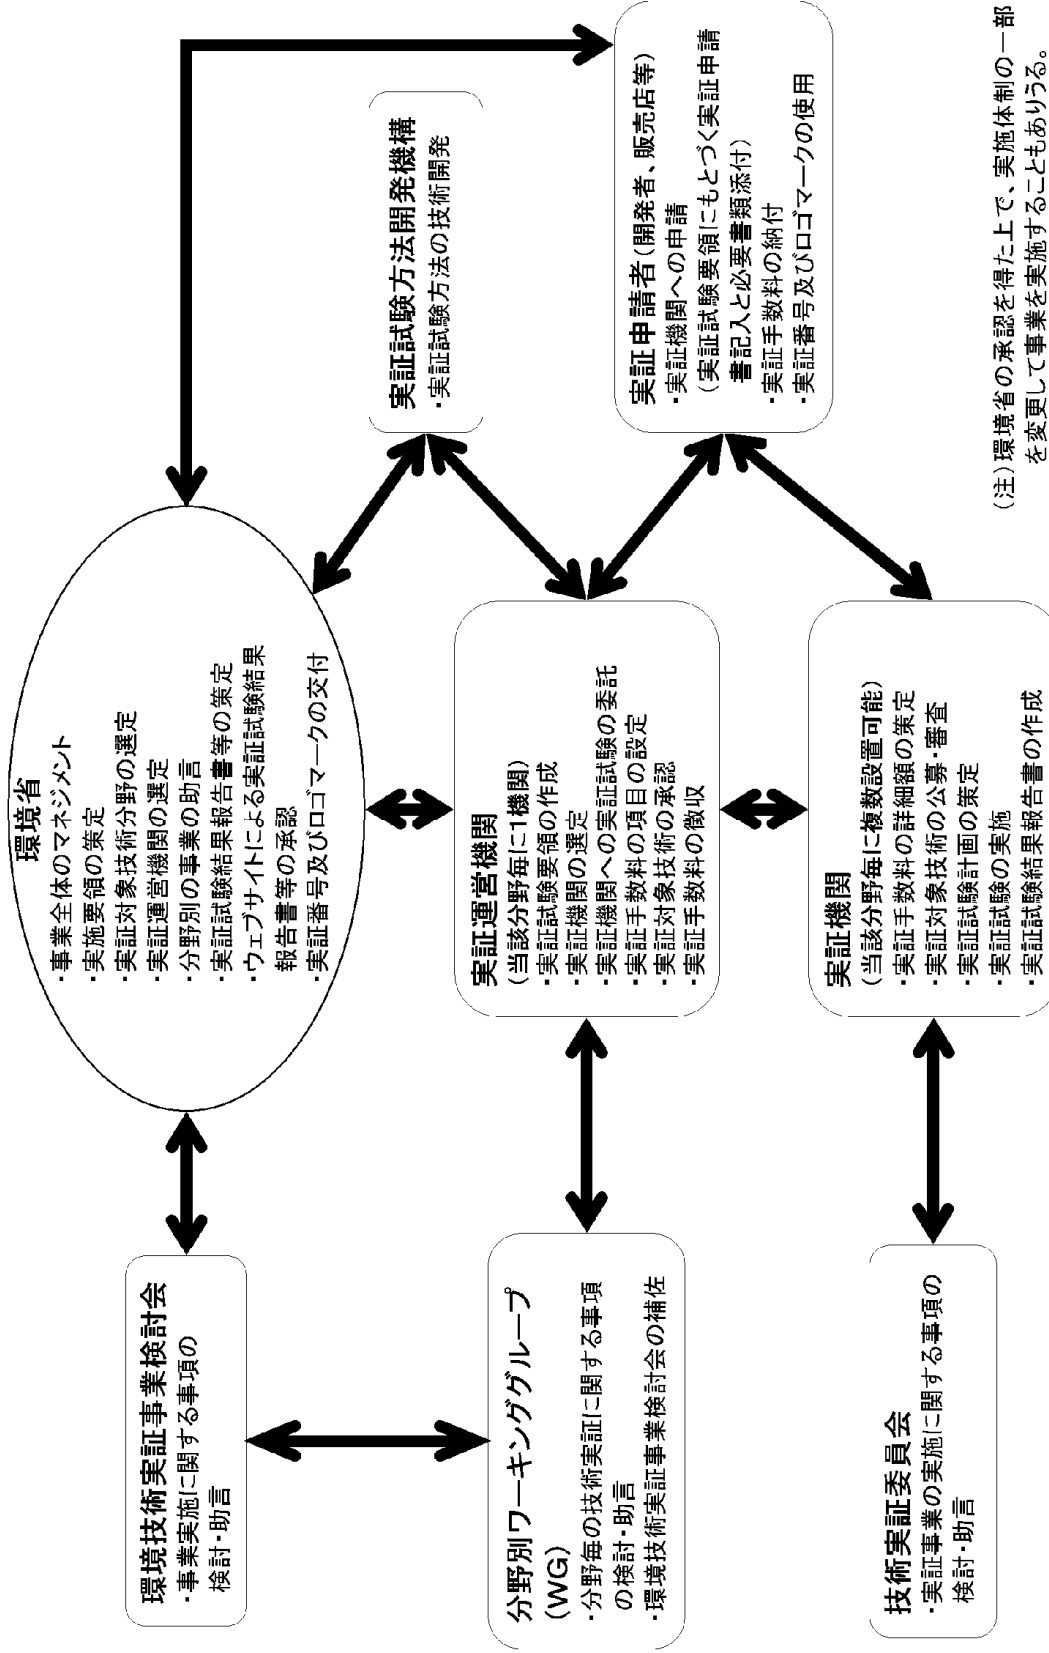 環境省
・事業全体のマネジメント
・実施要領の策定
・実証対象技術分野の選定
・実証運営機関の選定
・分野別の事業の助言
・実証試験結果報告書等の策定
・ウェブサイトによる実証試験結果
報告書等の承認
・実証番号及びロゴマークの交付
環境技術実証事業検討会
・事業実施に関する事項の
検討・助言
実証試験方法開発機構
・実証試験方法の技術開発
分野別ワーキンググループ
(WG)
・分野毎の技術実証に関する事項
の検討・助言
・環境技術実証事業検討会の補佐
実証運営機関
(当該分野毎に1機関)
・実証試験要領の作成
・実証機関の選定
・実証機関への実証試験の委託
・実証手数料の項目の設定
・実証対象技術の承認
・実証手数料の徴収
実証申請者(開発者、販売店等)
・実証機関への申請
(実証試験要領にもとづく実証申請
書記入と必要書類添付)
・実証手数料の納付
・実証番号及びロゴマークの使用
技術実証委員会
・実証事業の実施に関する事項の
検討・助言
実証機関
(当該分野毎に複数設置可能)
・実証手数料の詳細額の策定
・実証対象技術の公募・審査
・実証試験計画の策定
・実証試験の実施
・実証試験結果報告書の作成
(注)環境省の承認を得た上で、実施体制の一部
を変更して事業を実施することもありうる。